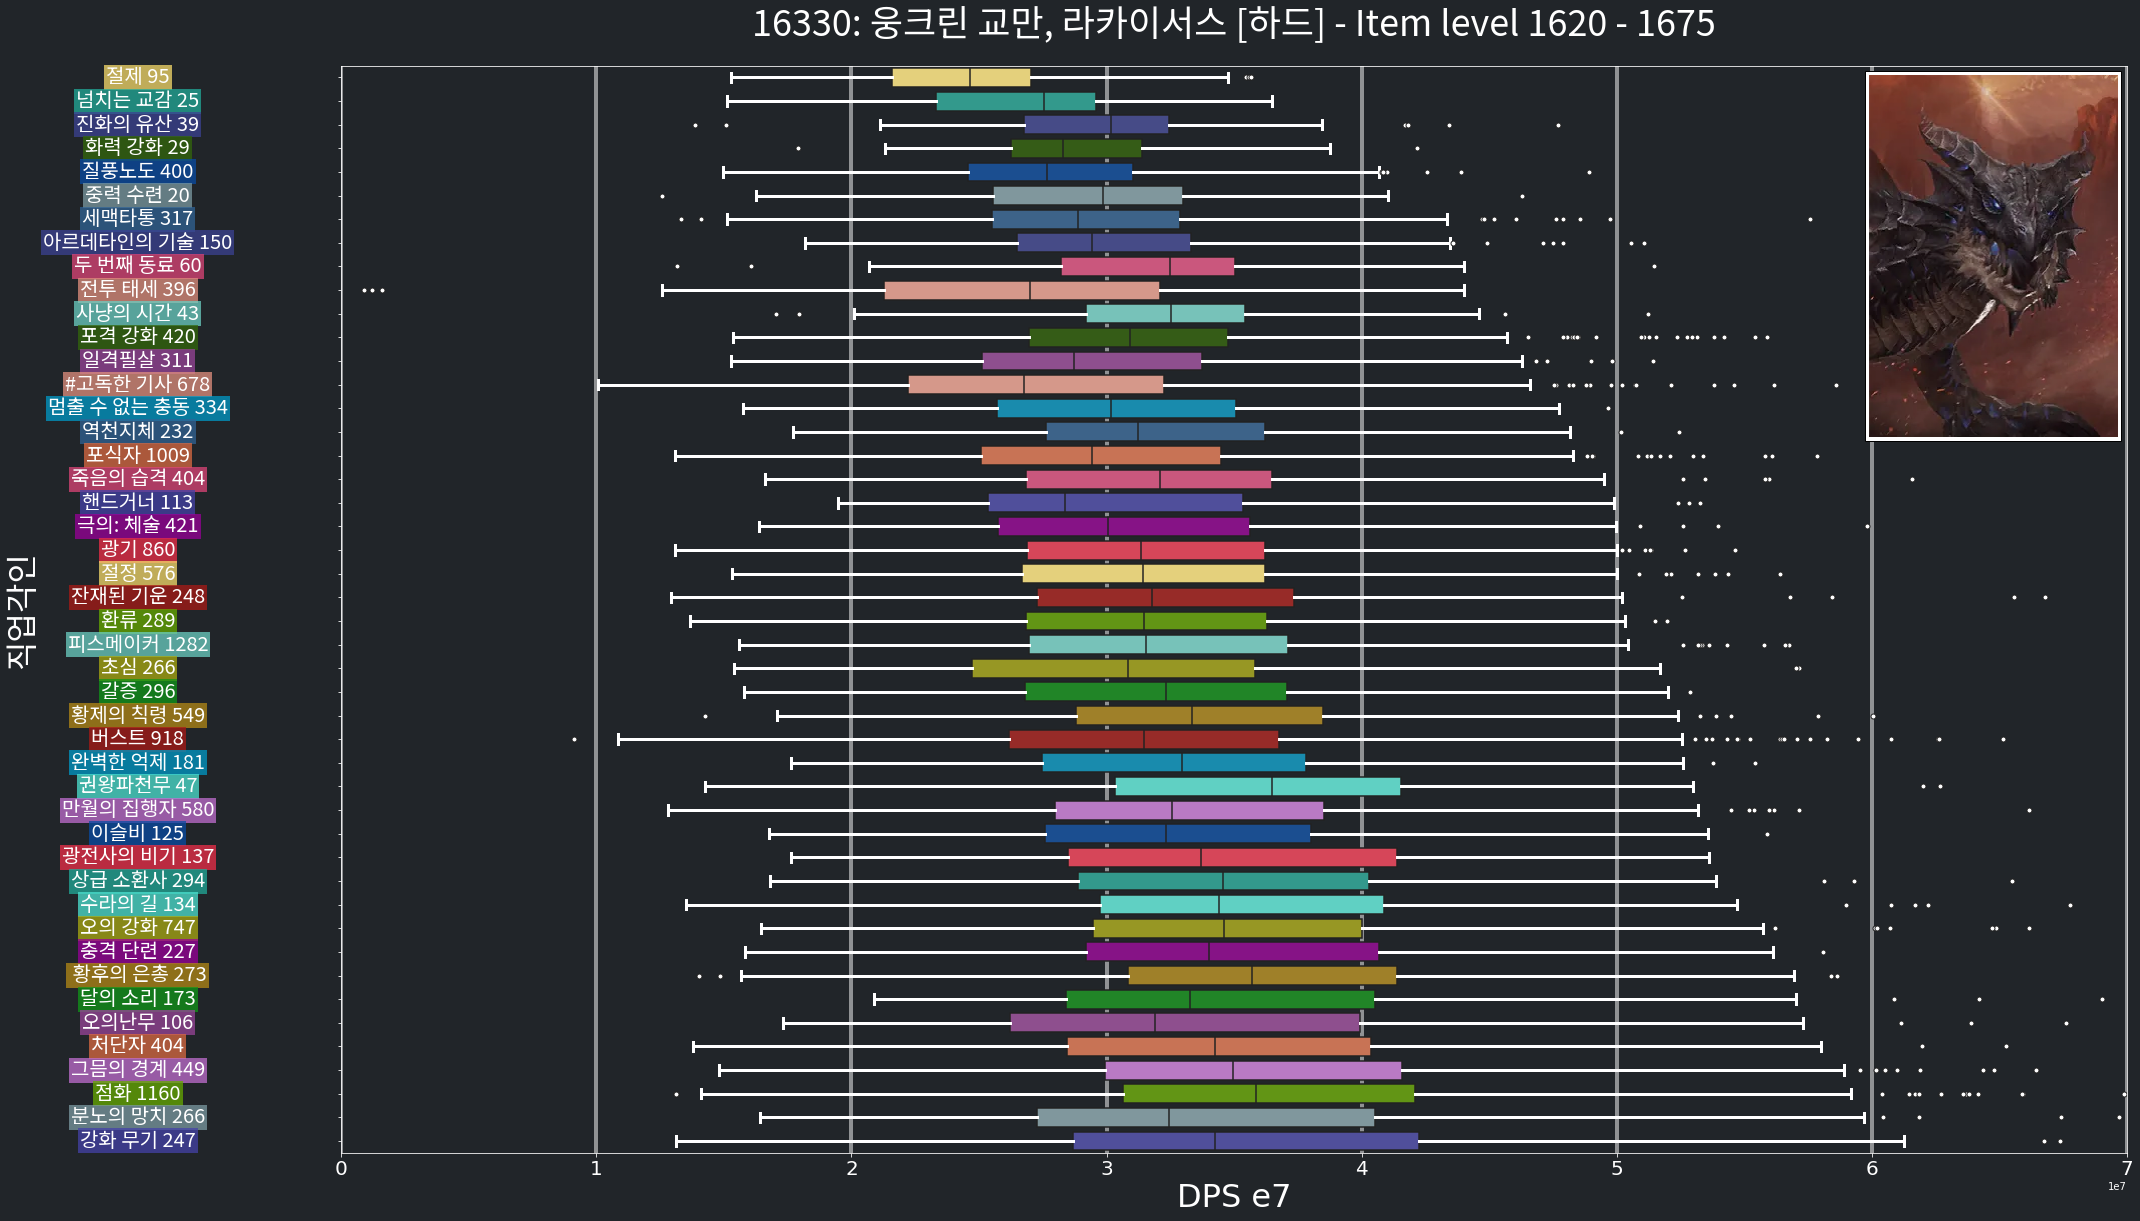 16330: 웅크린 교만, 라카이서스 [하드] - Item level 1620 - 1675
직업각인
절제 95
넘치는 교감 25
진화의 유산 39
화력 강화 29
질풍노도 400
중력 수련 20
세맥타통 317
아르데타인의 기술 150
두 번째 동료 60
전투 태세 396
사냥의 시간 43
포격 강화 420
일격필살 311
#고독한 기사 678
멈출 수 없는 충동 334
역천지체 232
포식자 1009
죽음의 습격 404
핸드거너 113
극의: 체술 421
광기 860
절정 576
잔재된 기운 248
환류 289
피스메이커 1282
초심 266
갈증 296
황제의 칙령 549
버스트 918
완벽한 억제 181
권왕파천무 47
만월의 집행자 580
이슬비 125
광전사의 비기 137
상급 소환사 294
수라의 길 134
오의 강화 747
충격 단련 227
황후의 은총 273
달의 소리 173
오의난무 106
처단자 404
그믐의 경계 449
점화 1160
분노의 망치 266
강화 무기 247
0 1 2 3 4 5 6 7
1e7
DPS e7